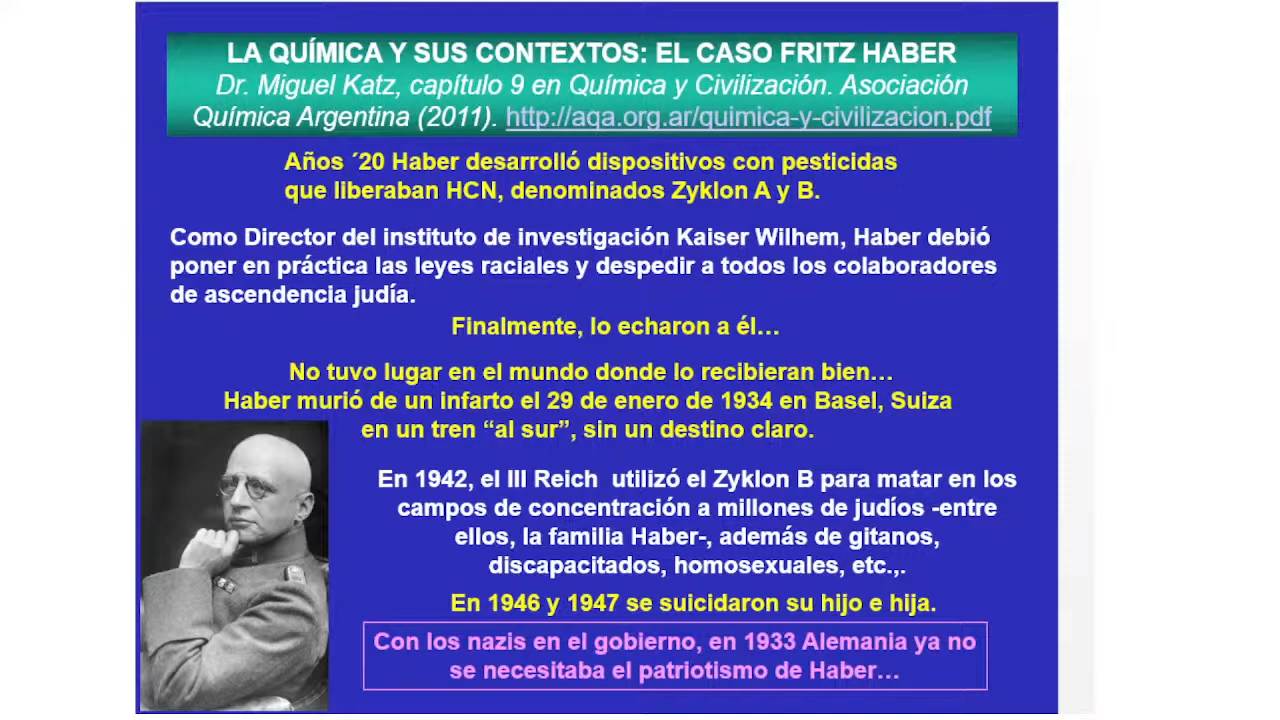 LA QUÍMICA Y SUS CONTEXTOS: EL CASO FRITZ HABER
Dr. Miguel Katz, capítulo 9 en Química y Civilización. Asociación
Química Argentina (2011). http://aqa.org.ar/quimica-y-civilizacion.pdf
Años ´20 Haber desarrolló dispositivos con pesticidas
que liberaban HCN, denominados Zyklon A y B.
Como Director del instituto de investigación Kaiser Wilhem, Haber debió
poner en práctica las leyes raciales y despedir a todos los colaboradores
de ascendencia judía.
Finalmente, lo echaron a él…
No tuvo lugar en el mundo donde lo recibieran bien…
Haber murió de un infarto el 29 de enero de 1934 en Basel, Suiza
en un tren “al sur”, sin un destino claro.
En 1942, el III Reich utilizó el Zyklon B para matar en los
campos de concentración a millones de judíos -entre
ellos, la familia Haber-, además de gitanos,
discapacitados, homosexuales, etc.,.
En 1946 y 1947 se suicidaron su hijo e hija.
Con los nazis en el gobierno, en 1933 Alemania ya no
se necesitaba el patriotismo de Haber…